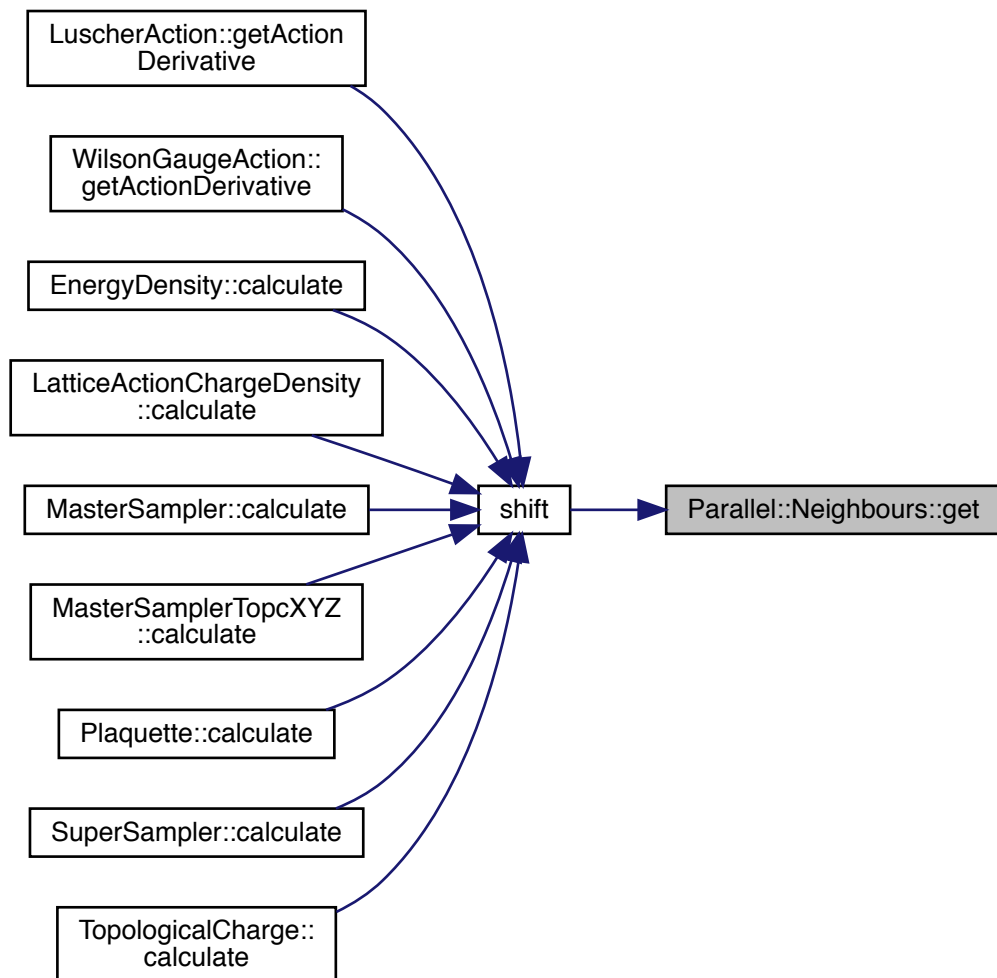 LuscherAction::getAction
Derivative
WilsonGaugeAction::
getActionDerivative
EnergyDensity::calculate
LatticeActionChargeDensity
::calculate
MasterSampler::calculate
shift
Parallel::Neighbours::get
MasterSamplerTopcXYZ
::calculate
Plaquette::calculate
SuperSampler::calculate
TopologicalCharge::
calculate